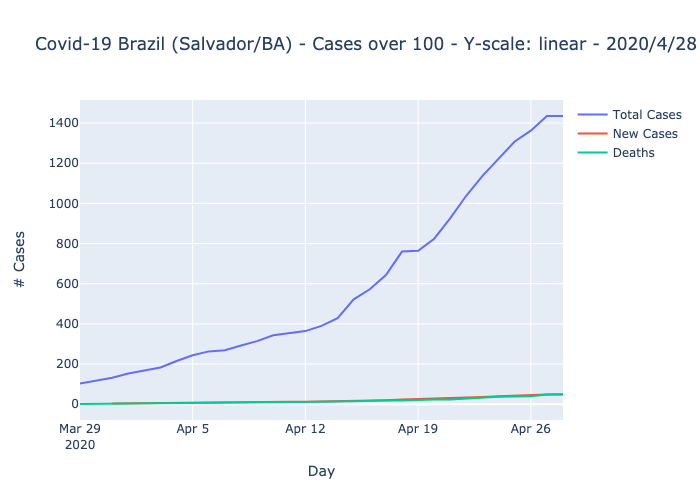 Covid-19 Brazil (Salvador/BA) - Cases over 100 - Y-scale: linear - 2020/4/28
Total Cases
New Cases
Deaths
# Cases
1400
1200
1000
800
600
400
200
0
Mar 29 Apr 5 Apr 12 Apr 19 Apr 26
2020
Day